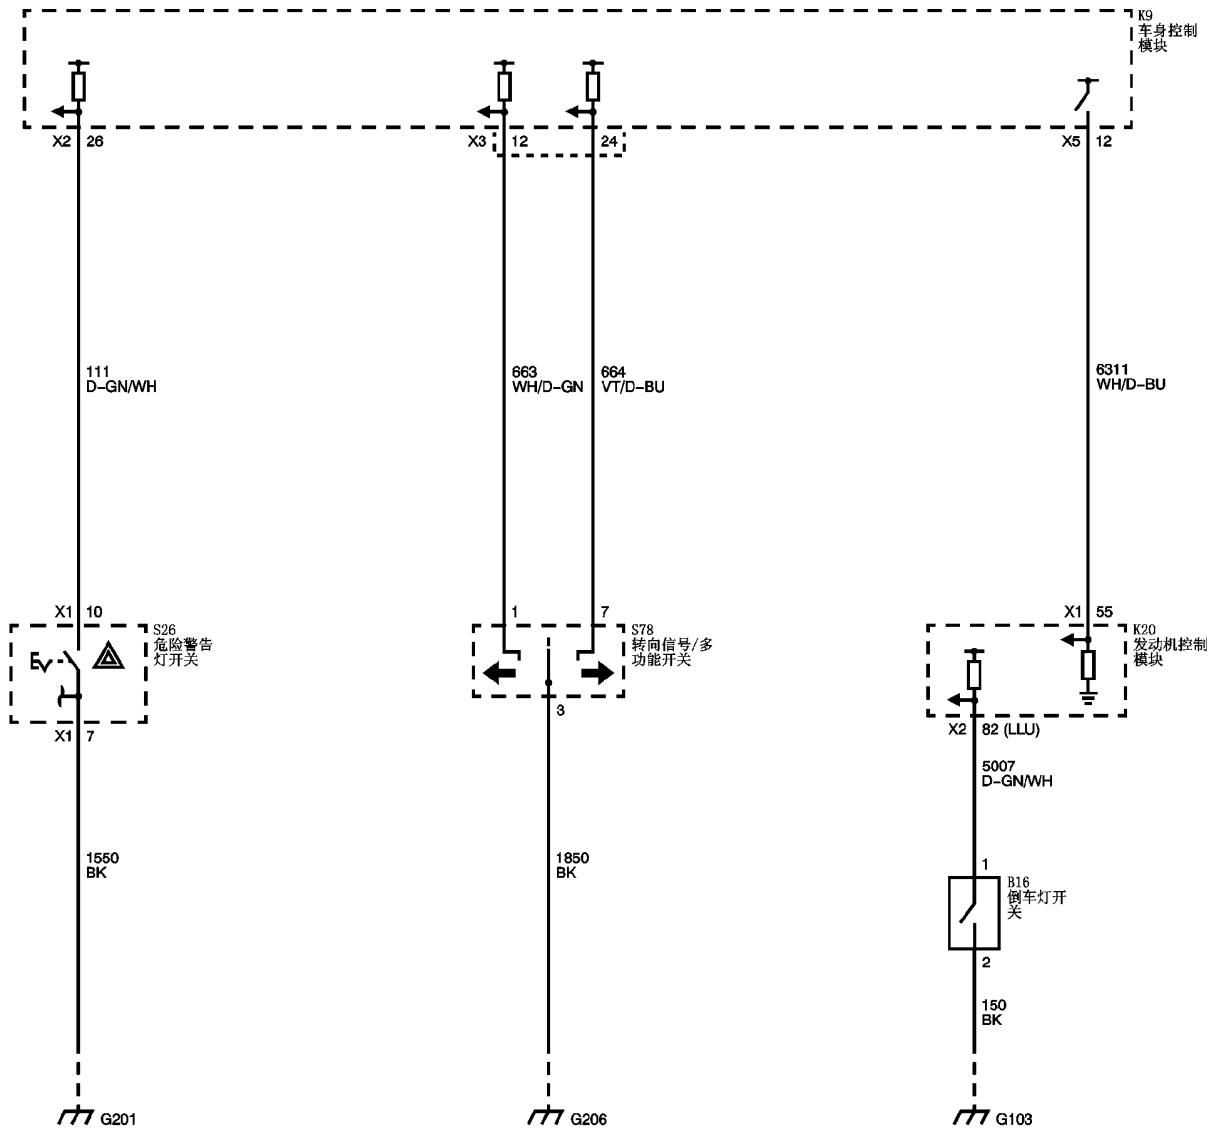 K9
车身控制
模块
X2 26
X3 12 24
X5 12
111
D-GN/WH
663
WH/D-GN
664
VT/D-BU
6311
WH/D-BU
X1 10
1 7
X1 55
S26
危险警告
灯开关
S78
转向信号/多
功能开关
K20
发动机控制
模块
X1 7
3
X2 82 (LLU)
5007
D-GN/WH
1550
BK
1850
BK
1
B16
倒车灯开
关
2
150
BK
G201
G206
G103